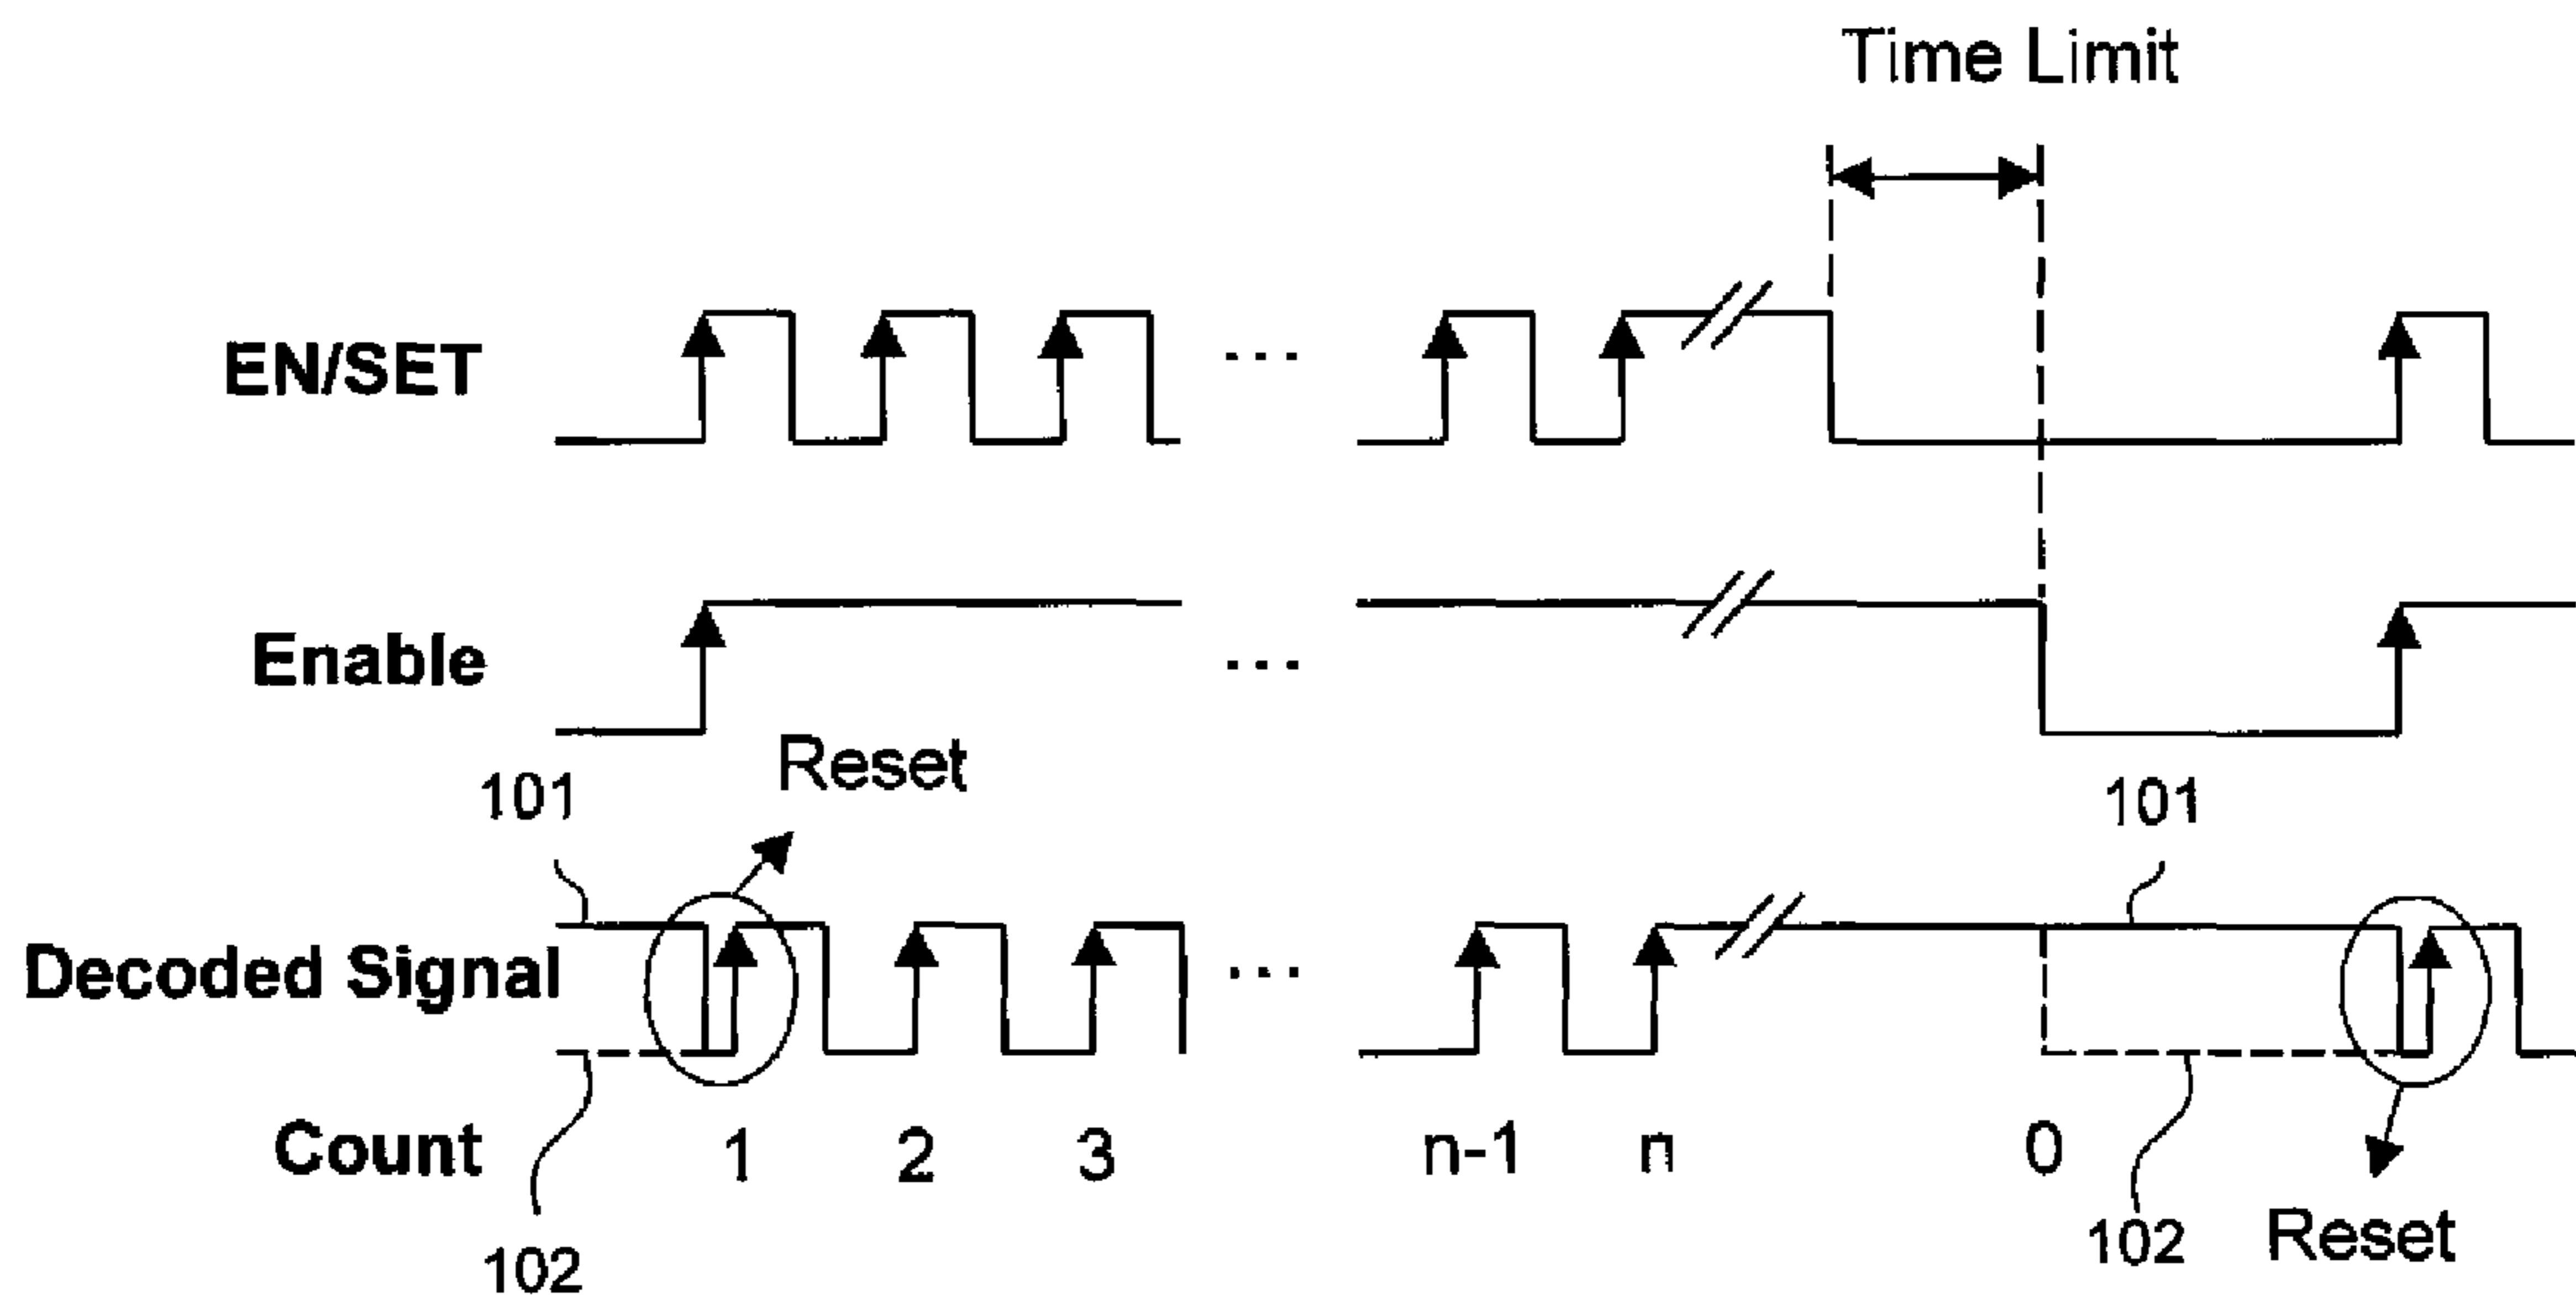 Time Limit
EN/SET
...
Enable
...
Reset
101
101
Decoded Signal
...
Count 1 2 3 n-1 n 0
102
102
Reset